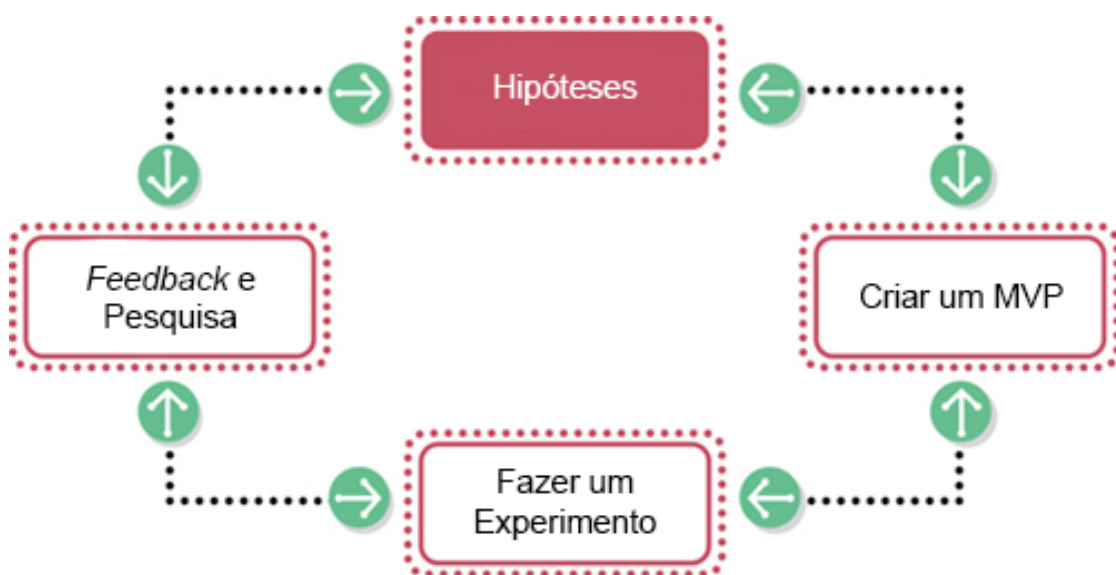 Hipóteses
Feedback e
Pesquisa
Criar um MVP
Fazer um
Experimento